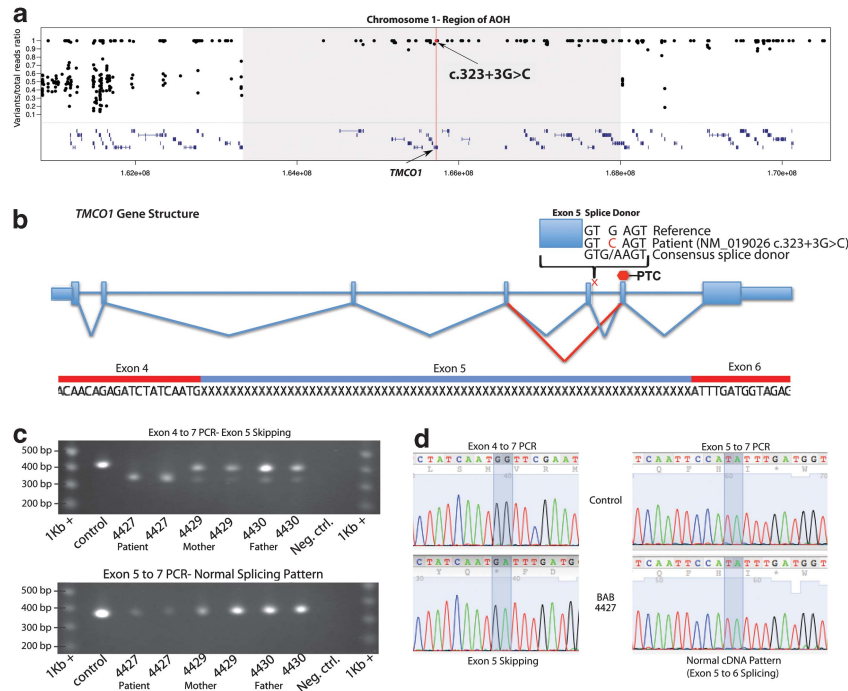 a
Chromosome 1- Region of AOH
Variants/total reads ratio
1
0.9
0.8
0.7
0.6
0.5
0.4
0.3
0.2
0.1
c.323+3G>C
TMCO1
1.62e+08
1.64e+08
1.66e+08
1.68e+08
1.70e+08
b
TMCO1 Gene Structure
Exon 5 Splice Donor
GT G AGT Reference
GT C AGT Patient (NM_019026 c.323+3G>C)
GTG/AAGT Consensus splice donor
X
PTC
Exon 4
Exon 5
Exon 6
ACAACAGAGATCTATCAATGXXXXXXXXXXXXXXXXXXXXXXXXXXXXXXXXXXXXXXXXXXXXXXXXXXATTTGATGGTAGAG
c
Exon 4 to 7 PCR- Exon 5 Skipping
500 bp
400 bp
300 bp
200 bp
1Kb +
control
4427
4427
4429
4429
4430
4430
Neg. ctrl.
1Kb +
Patient
Mother
Father
Exon 5 to 7 PCR- Normal Splicing Pattern
500 bp
400 bp
300 bp
200 bp
1Kb +
control
4427
4427
4429
4429
4430
4430
Neg. ctrl.
1Kb +
Patient
Mother
Father
d
Exon 4 to 7 PCR
CTATCAATGGTTCGAAT
L S M V R M
40
Control
CTATCAATGATTTGATG
Y Q * F D
30
40
Exon 5 Skipping
BAB
4427
Exon 5 to 7 PCR
TCAATTCCATATTTGATGGT
Q F H I * W
60
70
TCAATTCCATATTTGATGGT
Q F H I * W
Normal cDNA Pattern
(Exon 5 to 6 Splicing)